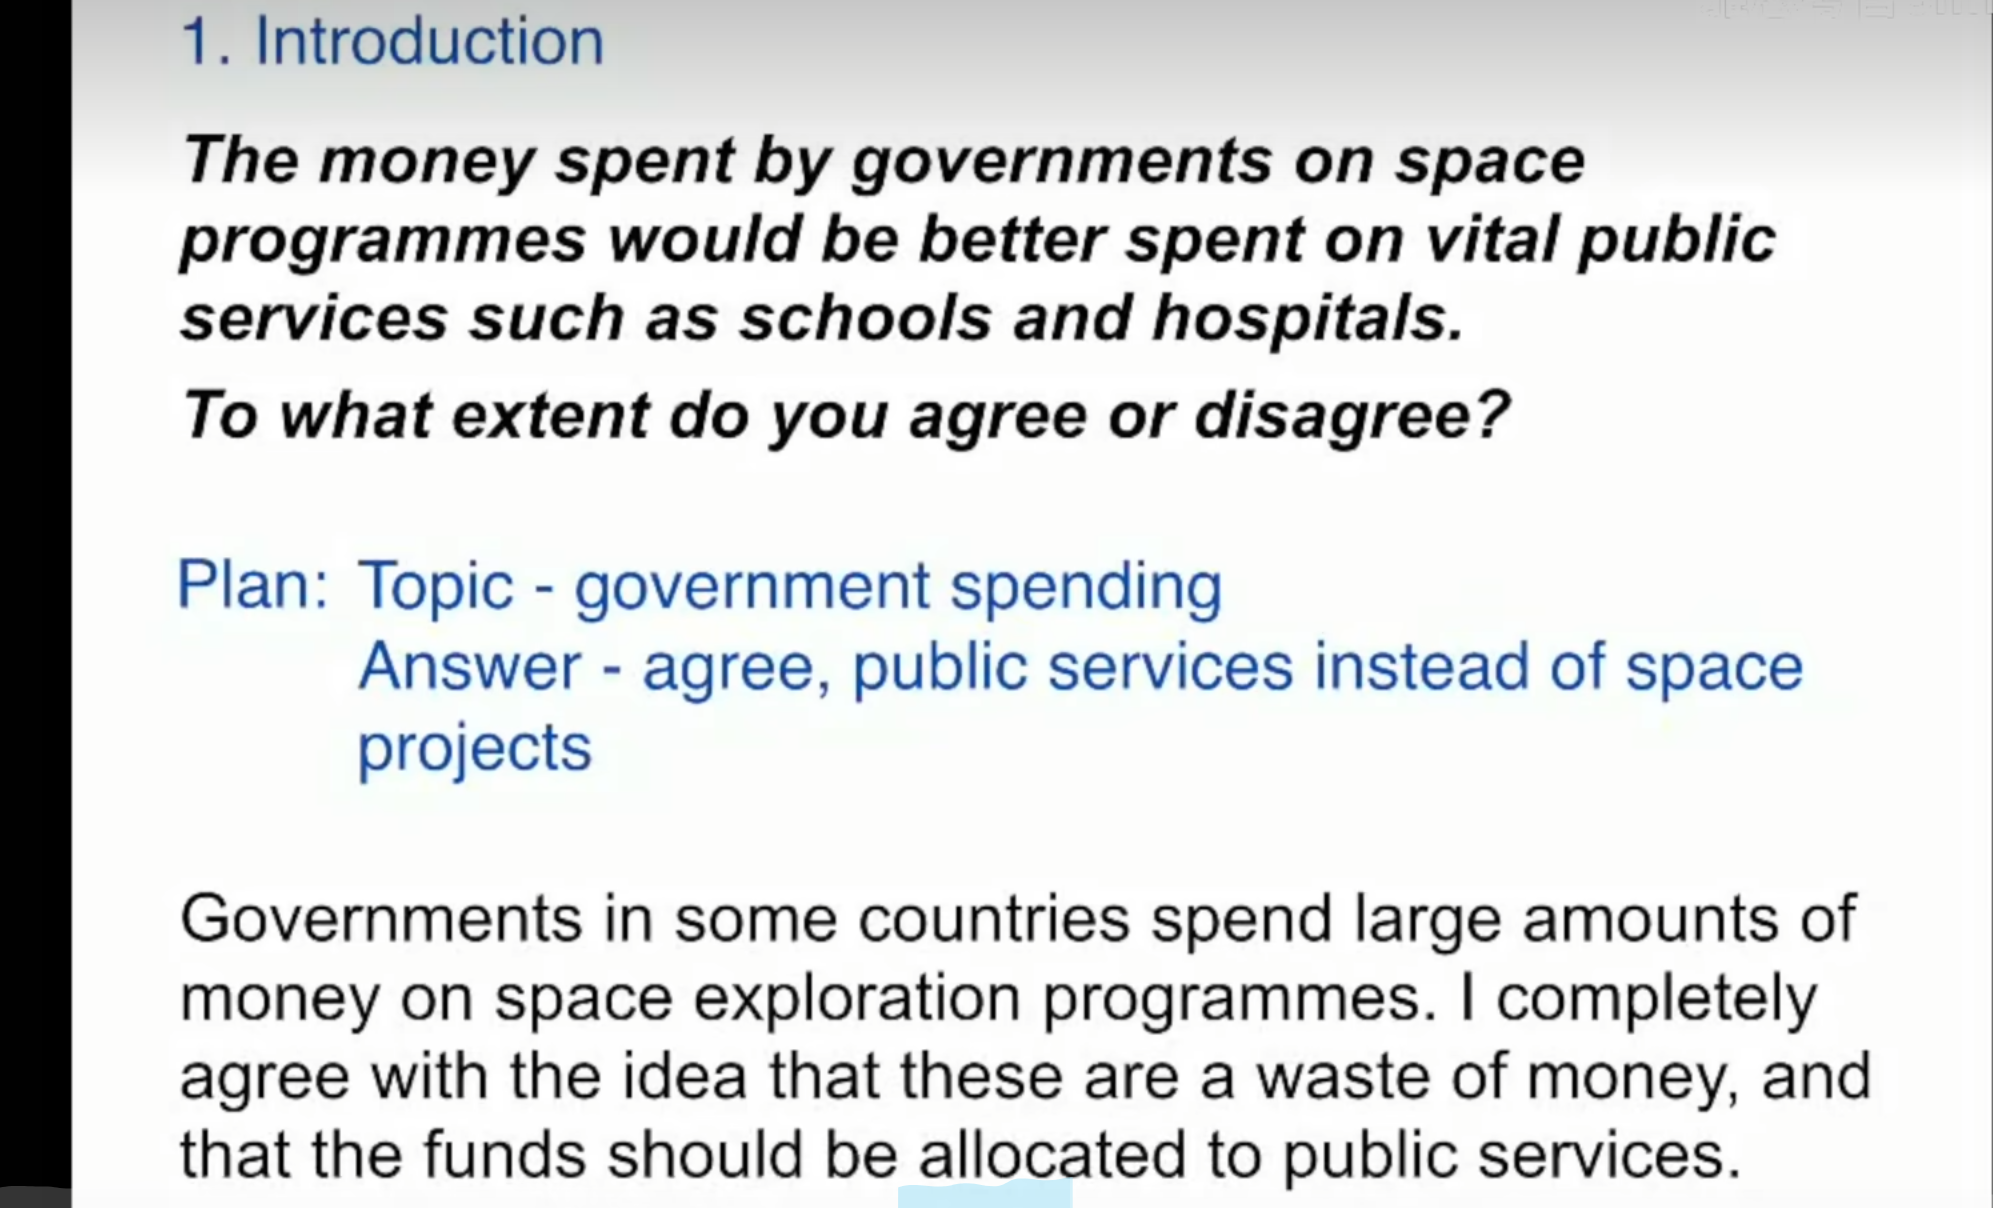 1. Introduction
The money spent by governments on space
programmes would be better spent on vital public
services such as schools and hospitals.
To what extent do you agree or disagree?
Plan: Topic - government spending
Answer - agree, public services instead of space
projects
Governments in some countries spend large amounts of
money on space exploration programmes. I completely
agree with the idea that these are a waste of money, and
that the funds should be allocated to public services.